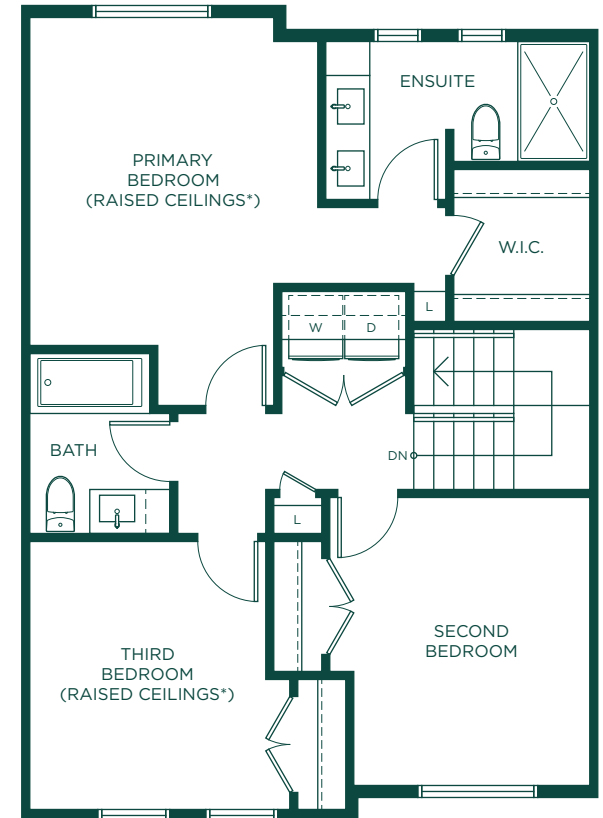 ENSUITE
PRIMARY
BEDROOM
(RAISED CEILINGS*)
W.I.C.
L
W
D
BATH
DN
L
SECOND
BEDROOM
THIRD
BEDROOM
(RAISED CEILINGS*)